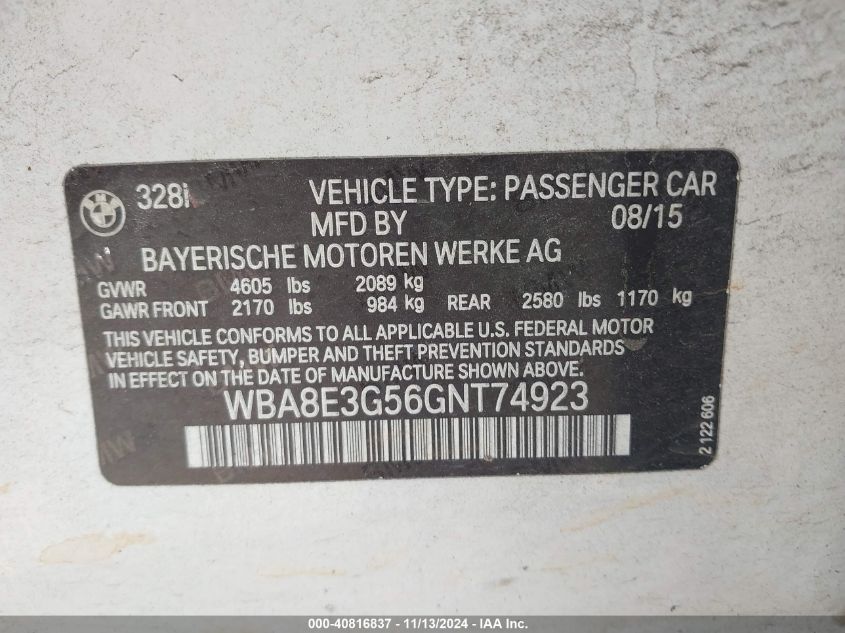 328i VEHICLE TYPE: PASSENGER CAR
MFD BY 08/15
BAYERISCHE MOTOREN WERKE AG
GVWR 4605 lbs 2089 kg
GAWR FRONT 2170 lbs 984 kg REAR 2580 lbs 1170 kg
THIS VEHICLE CONFORMS TO ALL APPLICABLE U.S. FEDERAL MOTOR
VEHICLE SAFETY, BUMPER AND THEFT PREVENTION STANDARDS
IN EFFECT ON THE DATE OF MANUFACTURE SHOWN ABOVE.
WBA8E3G56GNT74923
2 122 606
000-40816837 - 11/13/2024 - IAA Inc.